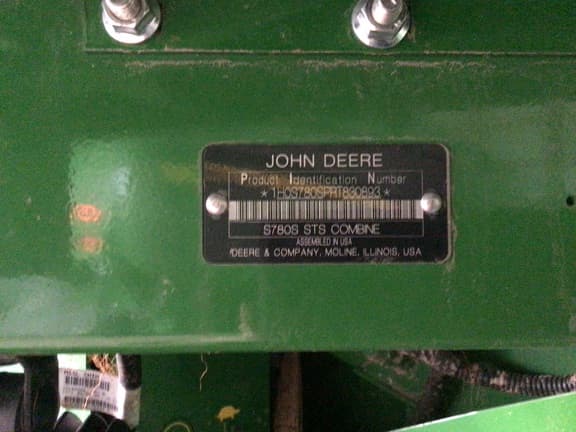 JOHN DEERE
Product Identification Number
*1H0S780SPRT830893*
S780S STS COMBINE
ASSEMBLED IN USA
DEERE & COMPANY, MOLINE, ILLINOIS, USA